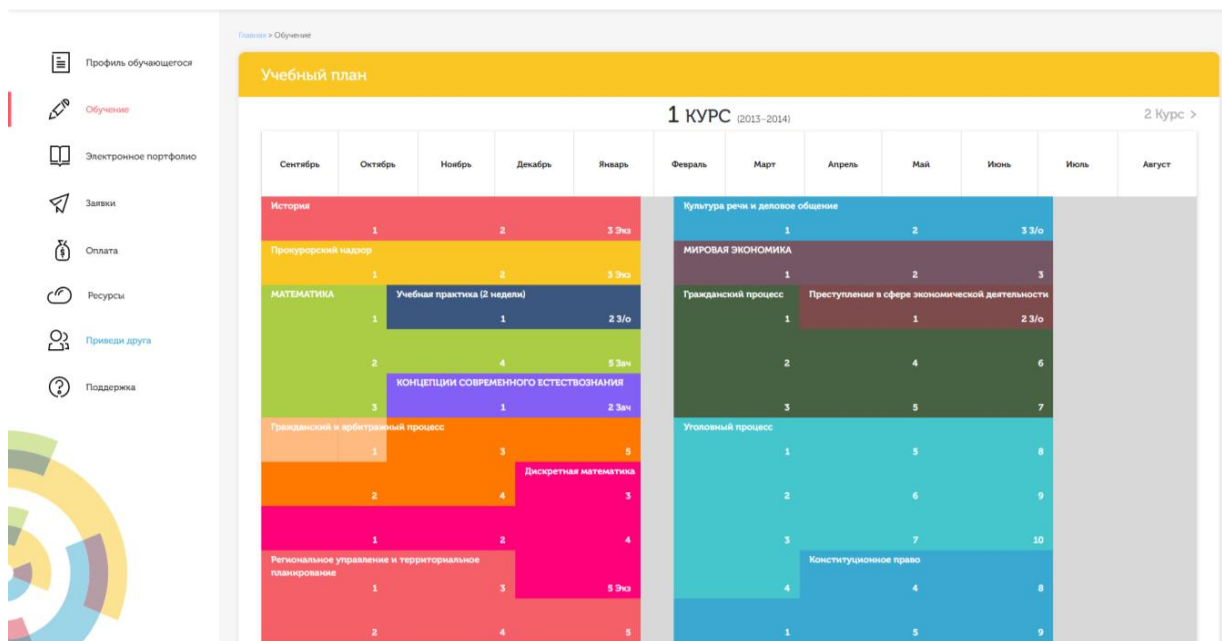 Главная > Обучение
Профиль обучающегося
Обучение
Электронное портфолио
Заявки
Оплата
Ресурсы
Приведи друга
Поддержка
Учебный план
1 КУРС (2013–2014)
2 Курс >
Сентябрь Октябрь Ноябрь Декабрь Январь Февраль Март Апрель Май Июнь Июль Август
История Культура речи и деловое общение
1 2 3 Экз 1 2 3 З/о
Прокурорский надзор МИРОВАЯ ЭКОНОМИКА
1 2 3 Экз 1 2 3
МАТЕМАТИКА Учебная практика (2 недели) Гражданский процесс Преступления в сфере экономической деятельности
1 1 2 З/о 1 1 2 З/о
2 4 5 Зач 2 4 6
КОНЦЕПЦИИ СОВРЕМЕННОГО ЕСТЕСТВОЗНАНИЯ
3 1 2 Зач 3 5 7
Гражданский и арбитражный процесс Уголовный процесс
1 3 5 1 5 8
Дискретная математика
2 4 3 2 6 9
1 2 4 3 7 10
Региональное управление и территориальное Конституционное право
планирование
1 3 5 Экз 4 4 8
2 4 5 1 5 9